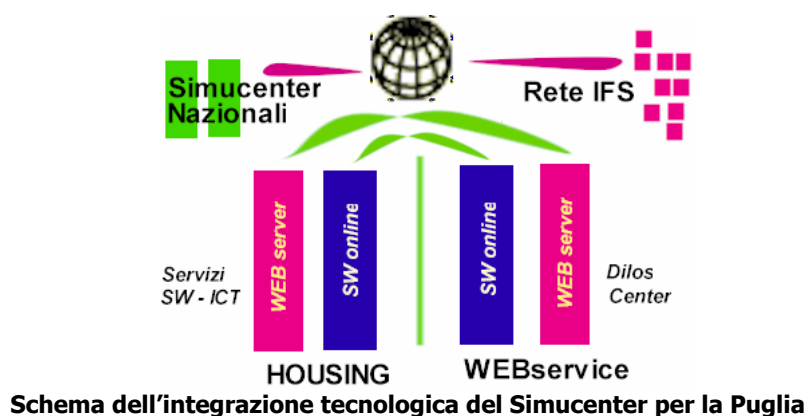 Simucenter
Nazionali
Rete IFS
WEB server
SW online
SW online
WEB server
Servizi
SW - ICT
Dilos
Center
HOUSING
WEBservice
Schema dell'integrazione tecnologica del Simucenter per la Puglia